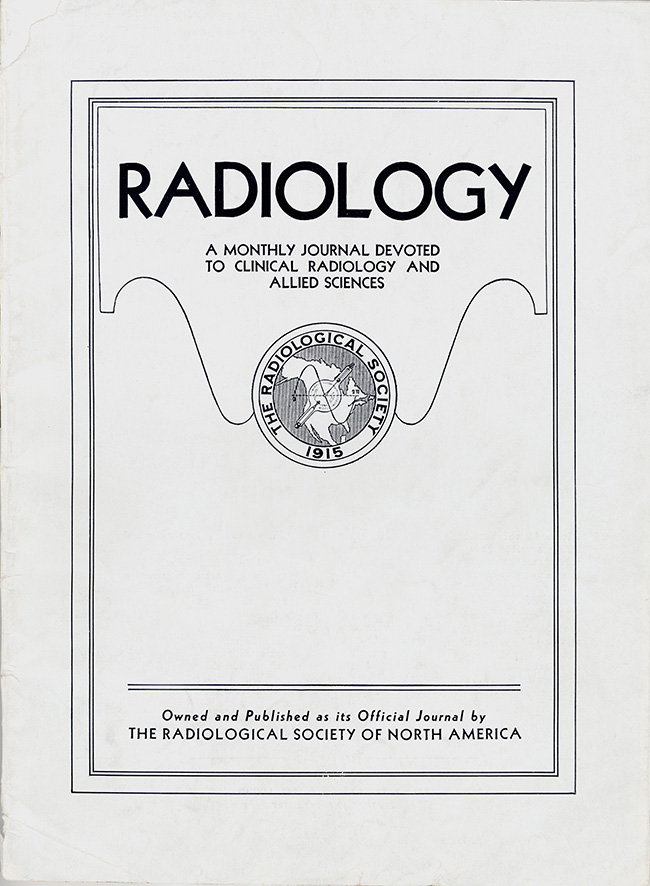 RADIOLOGY
A MONTHLY JOURNAL DEVOTED
TO CLINICAL RADIOLOGY AND
ALLIED SCIENCES
THE RADIOLOGICAL SOCIETY
1915
Owned and Published as its Official Journal by
THE RADIOLOGICAL SOCIETY OF NORTH AMERICA